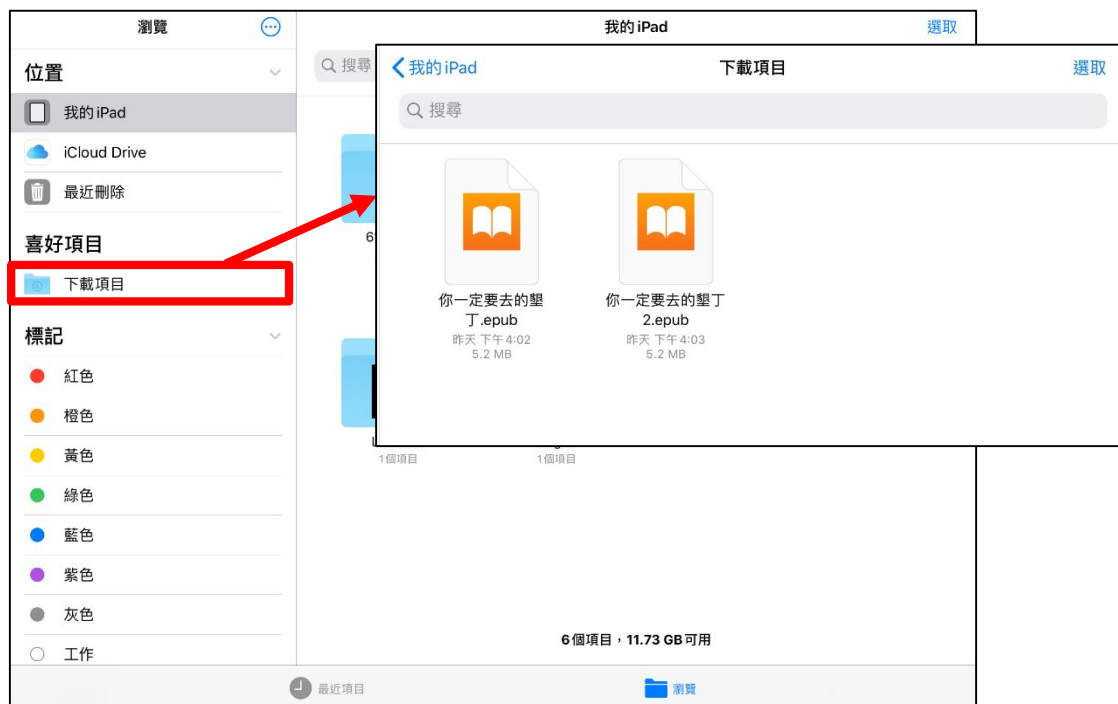 瀏覽
位置
我的 iPad
iCloud Drive
最近刪除
喜好項目
下載項目
標記
紅色
橙色
黃色
綠色
藍色
紫色
灰色
工作
我的 iPad
選取
搜尋
6
1 個項目
1 個項目
6 個項目，11.73 GB 可用
最近項目
瀏覽
我的 iPad
下載項目
選取
搜尋
你一定要去的墾
丁.epub
昨天 下午 4:02
5.2 MB
你一定要去的墾丁
2.epub
昨天 下午 4:03
5.2 MB